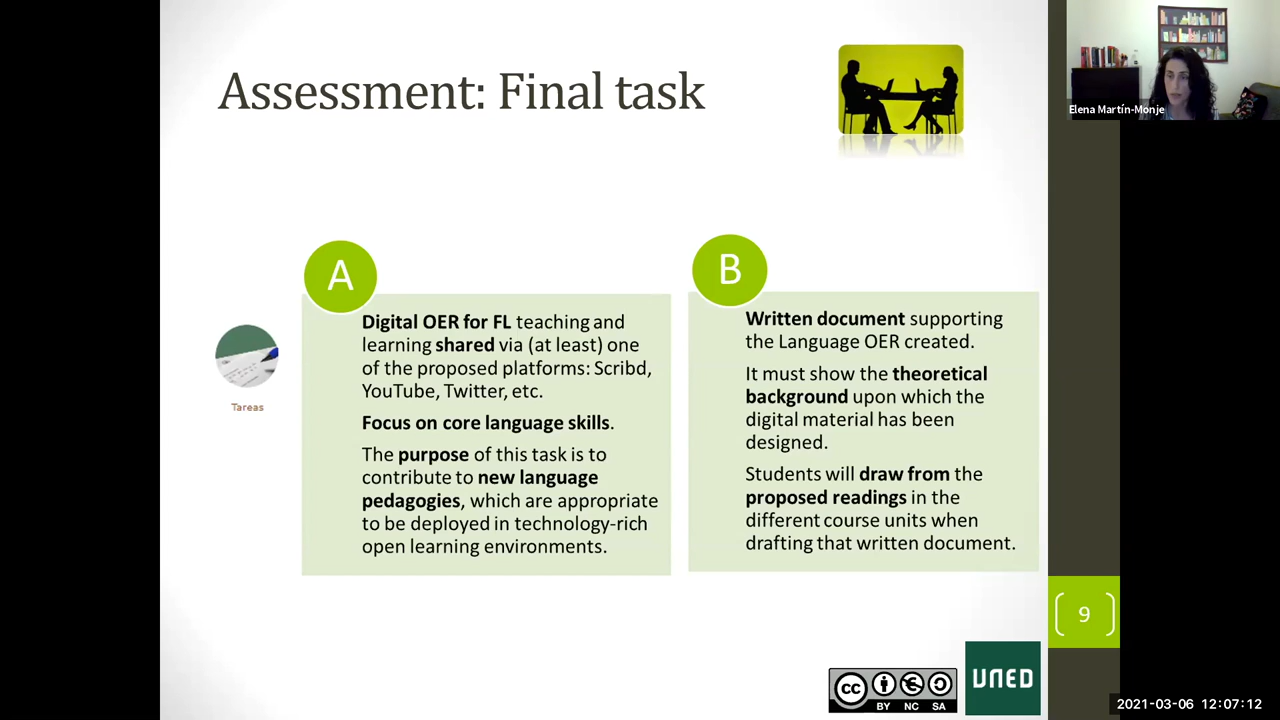 Assessment: Final task
Elena Martín-Monje
A
Digital OER for FL teaching and
learning shared via (at least) one
of the proposed platforms: Scribd,
YouTube, Twitter, etc.
Focus on core language skills.
The purpose of this task is to
contribute to new language
pedagogies, which are appropriate
to be deployed in technology-rich
open learning environments.
B
Written document supporting
the Language OER created.
It must show the theoretical
background upon which the
digital material has been
designed.
Students will draw from the
proposed readings in the
different course units when
drafting that written document.
Tareas
9
cc
BY NC SA
UNED
2021-03-06 12:07:12